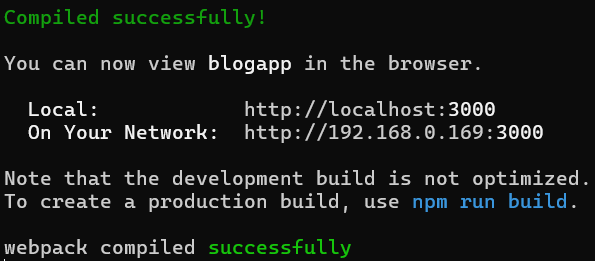 Compiled successfully!
You can now view blogapp in the browser.
Local: http://localhost:3000
On Your Network: http://192.168.0.169:3000
Note that the development build is not optimized.
To create a production build, use npm run build.
webpack compiled successfully